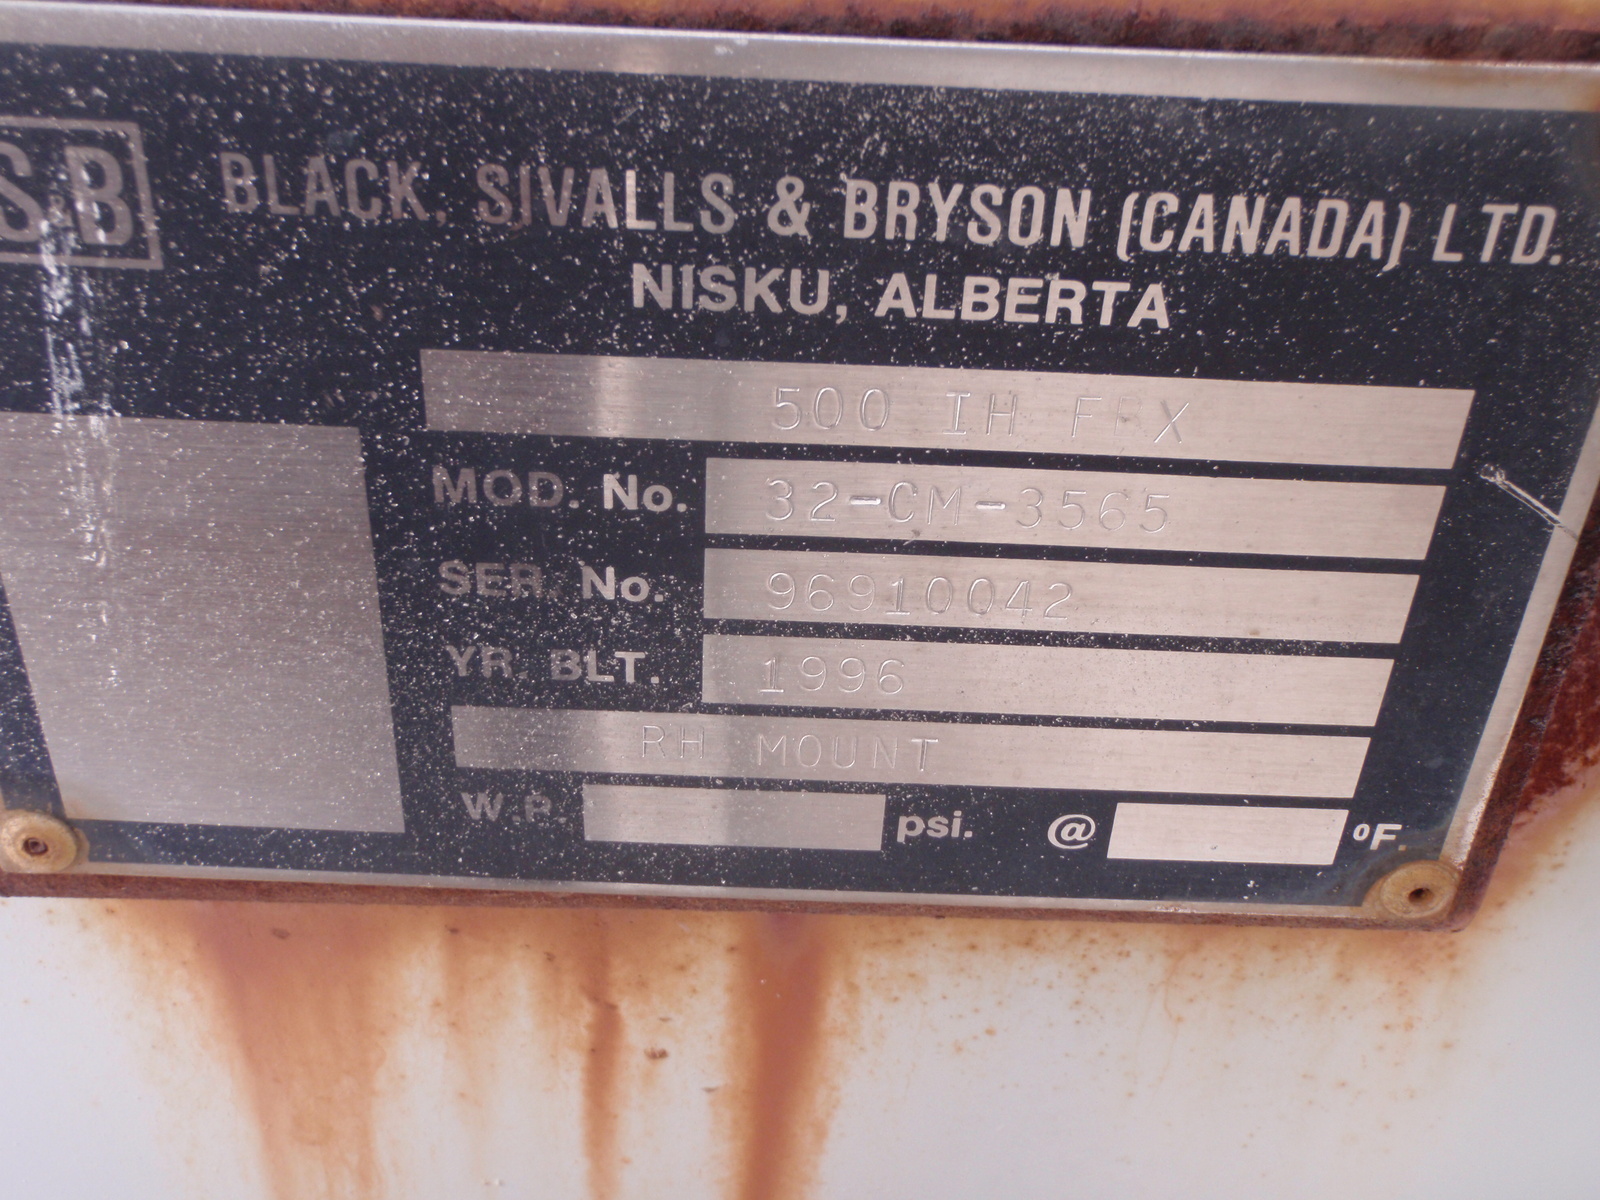 S&B
BLACK, SIVALLS & BRYSON (CANADA) LTD.
NISKU, ALBERTA
500 IH FRX
MOD. No. 32-CM-3565
SER. No. 96910042
YR. BLT. 1996
RH MOUNT
W.P. psi. @ °F.